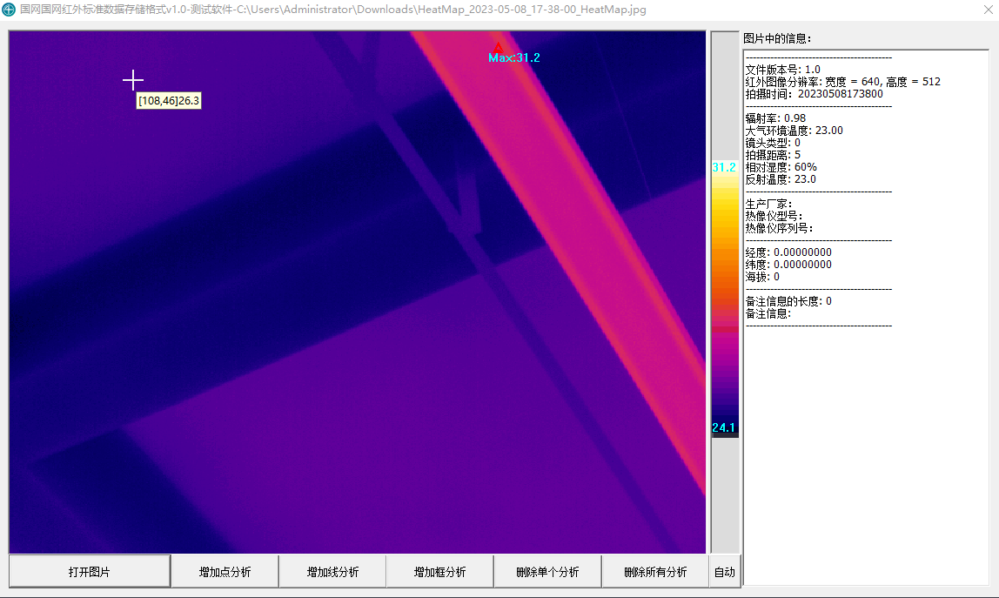 国网国网红外标准数据存储格式v1.0-测试软件-C:\Users\Administrator\Downloads\HeatMap_2023-05-08_17-38-00_HeatMap.jpg
Max:31.2
[108,46]26.3
31.2
24.1
图片中的信息:
----------------------------------------
文件版本号: 1.0
红外图像分辨率: 宽度 = 640, 高度 = 512
拍摄时间: 20230508173800
----------------------------------------
辐射率: 0.98
大气环境温度: 23.00
镜头类型: 0
拍摄距离: 5
相对湿度: 60%
反射温度: 23.0
----------------------------------------
生产厂家:
热像仪型号:
热像仪序列号:
----------------------------------------
经度: 0.00000000
纬度: 0.00000000
海拔: 0
----------------------------------------
备注信息的长度: 0
备注信息:
----------------------------------------
打开图片 增加点分析 增加线分析 增加框分析 删除单个分析 删除所有分析 自动